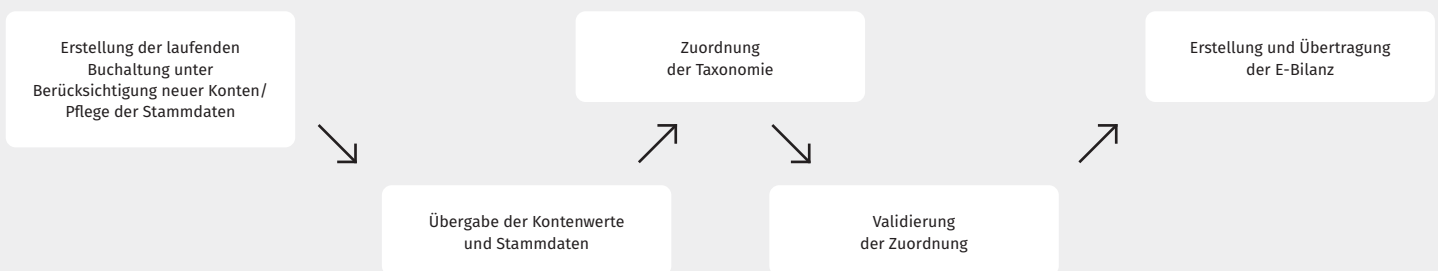 Erstellung der laufenden
Buchaltung unter
Berücksichtigung neuer Konten/
Pflege der Stammdaten
Übergabe der Kontenwerte
und Stammdaten
Zuordnung
der Taxonomie
Validierung
der Zuordnung
Erstellung und Übertragung
der E-Bilanz